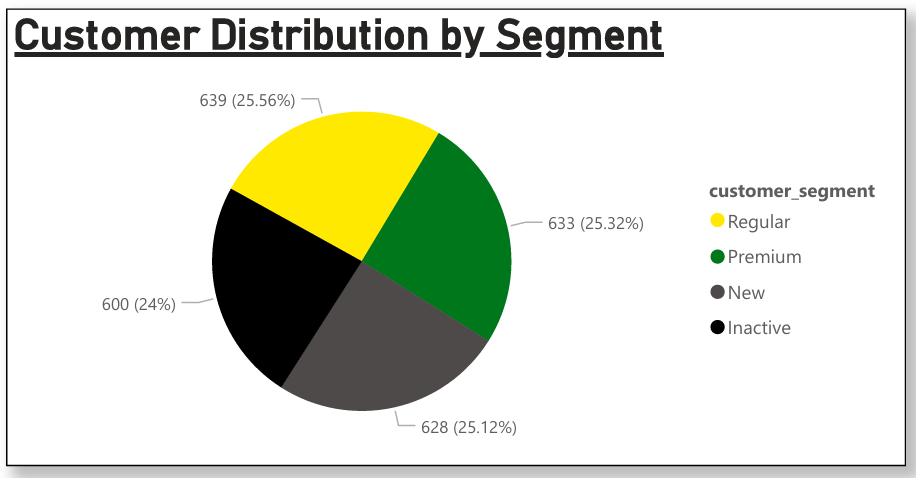 Customer Distribution by Segment
639 (25.56%)
633 (25.32%)
600 (24%)
628 (25.12%)
customer_segment
Regular
Premium
New
Inactive